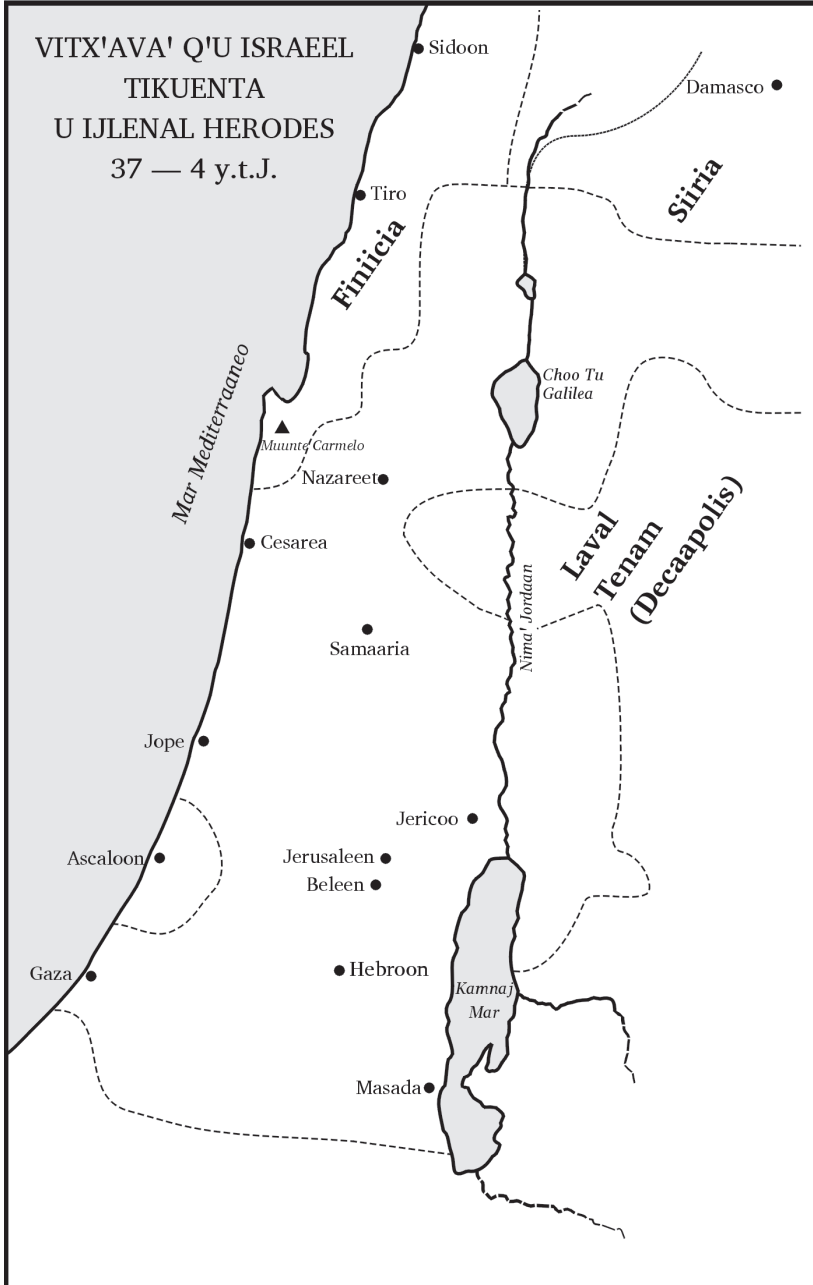 VITX'AVA' Q'U ISRAEEL
TIKUENTA
U IJLENAL HERODES
37 — 4 y.t.J.
Sidoon
Damasco
Tiro
Siiria
Finiicia
Mar Mediterraaneo
Choo Tu
Galilea
Muunte Carmelo
Nazareet
Laval
Tenam
(Decaapolis)
Cesarea
Nima' Jordaan
Samaaria
Jope
Jericoo
Ascaloon
Jerusaleen
Beleen
Gaza
Hebroon
Kamnaj
Mar
Masada